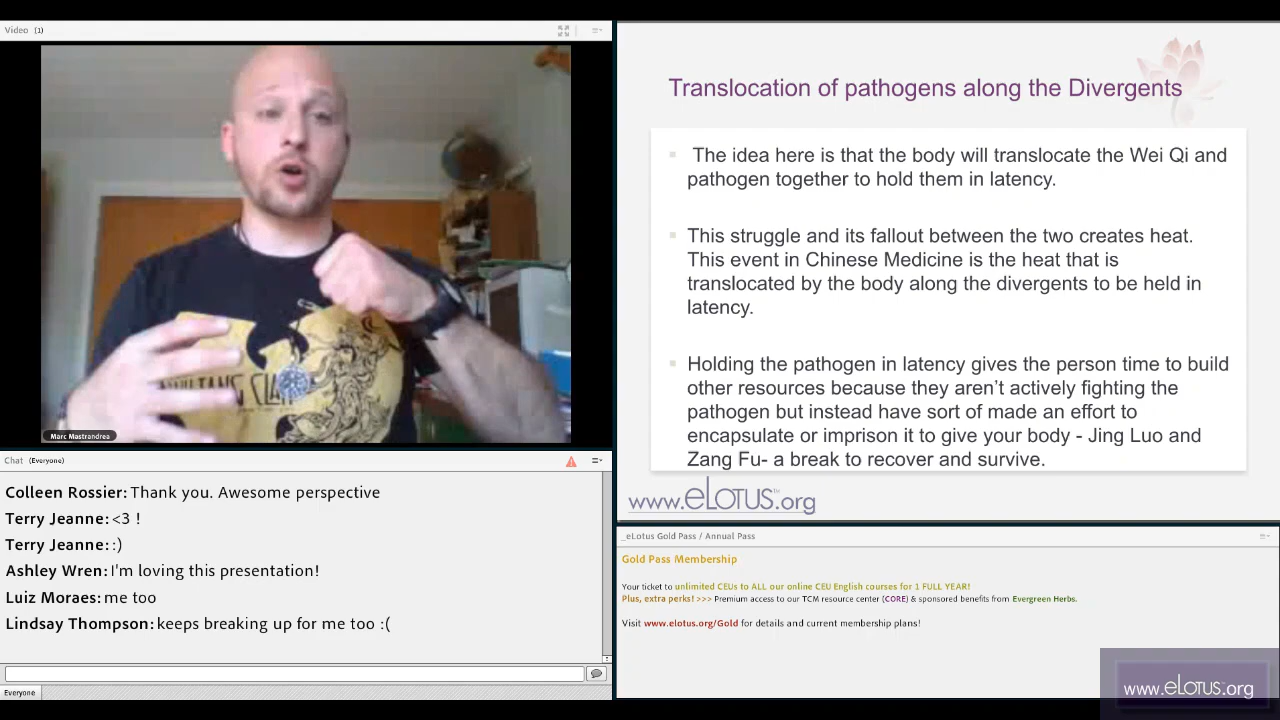 Video (1)
Marc Mastrandrea
Chat (Everyone)
Colleen Rossier: Thank you. Awesome perspective
Terry Jeanne: <3 !
Terry Jeanne: :)
Ashley Wren: I'm loving this presentation!
Luiz Moraes: me too
Lindsay Thompson: keeps breaking up for me too :(
Everyone
Translocation of pathogens along the Divergents
The idea here is that the body will translocate the Wei Qi and
pathogen together to hold them in latency.
This struggle and its fallout between the two creates heat.
This event in Chinese Medicine is the heat that is
translocated by the body along the divergents to be held in
latency.
Holding the pathogen in latency gives the person time to build
other resources because they aren't actively fighting the
pathogen but instead have sort of made an effort to
encapsulate or imprison it to give your body - Jing Luo and
Zang Fu- a break to recover and survive.
www.eLOTUS.org
_eLotus Gold Pass / Annual Pass
Gold Pass Membership
Your ticket to unlimited CEUs to ALL our online CEU English courses for 1 FULL YEAR!
Plus, extra perks! >>> Premium access to our TCM resource center (CORE) & sponsored benefits from Evergreen Herbs.
Visit www.elotus.org/Gold for details and current membership plans!
www.eLOTUS.org